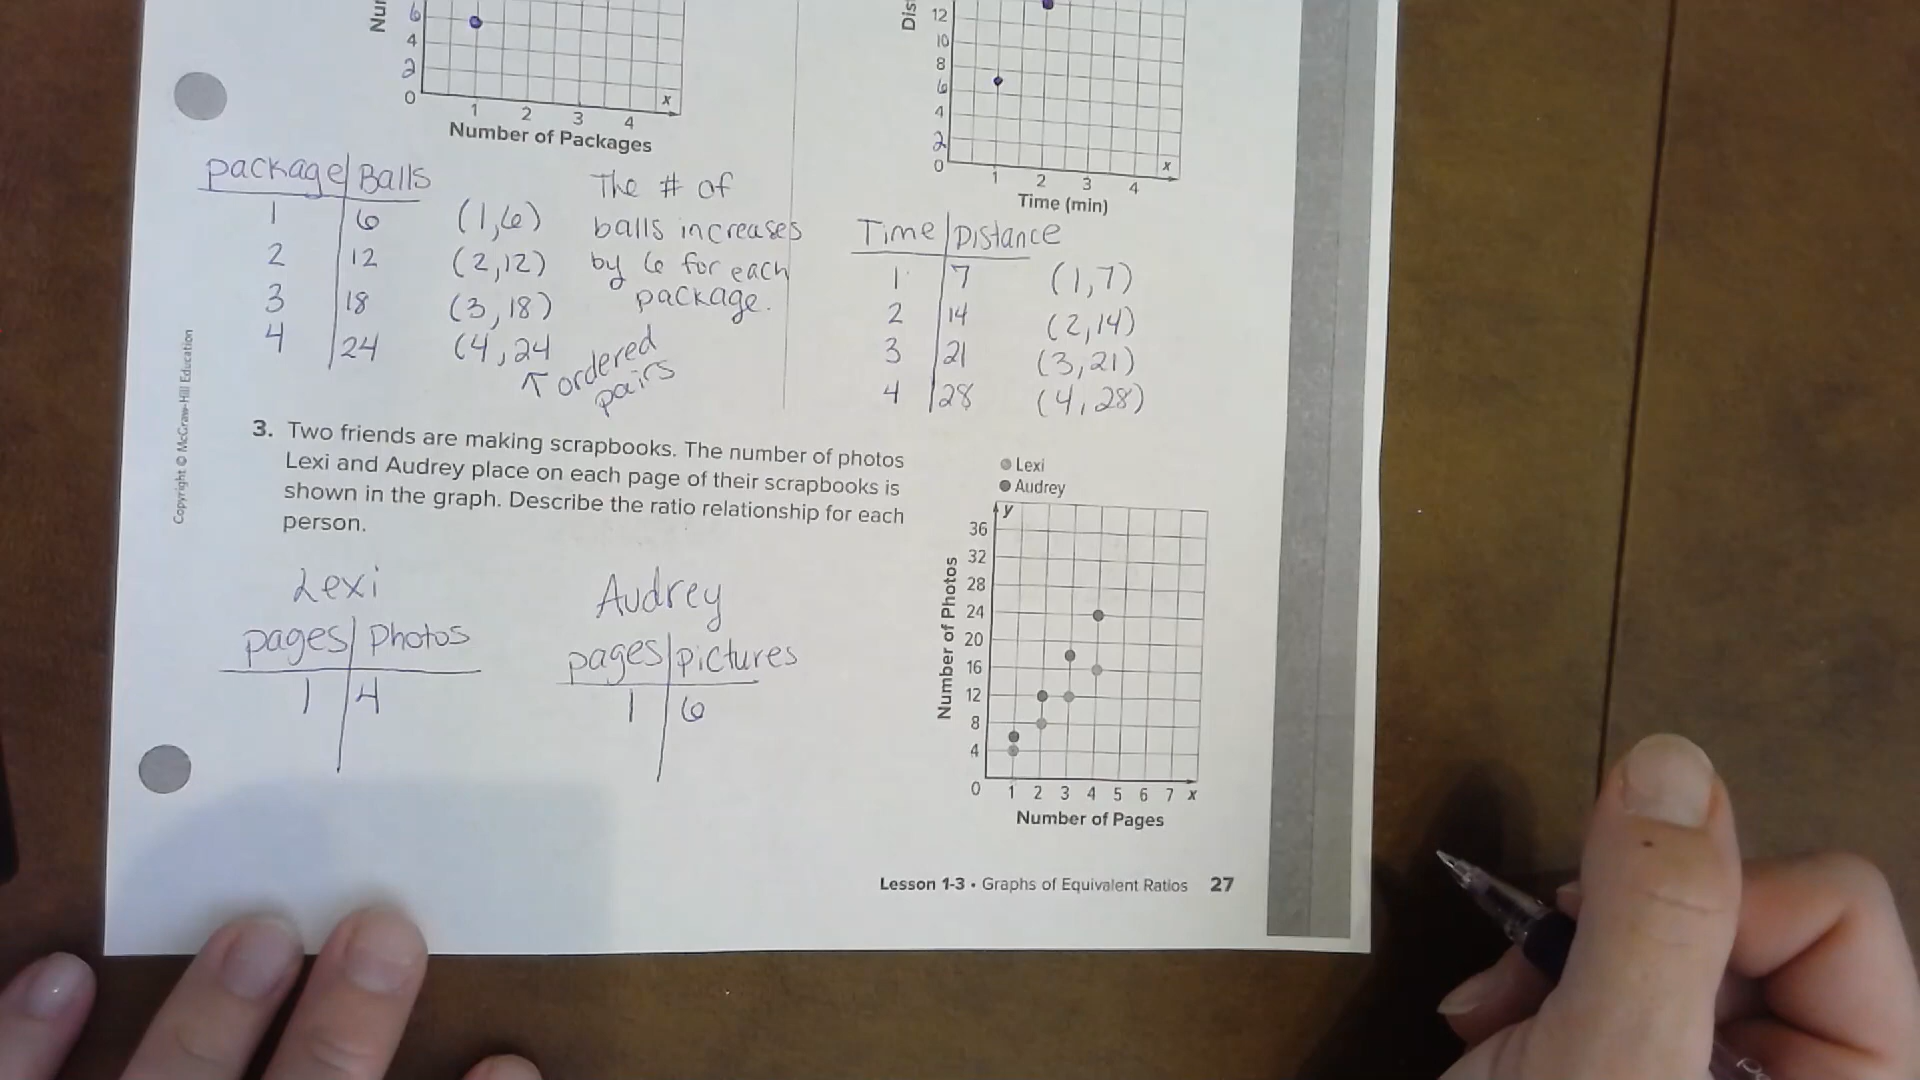 Nu
6
4
2
0
1 2 3 4
x
Number of Packages
Dis
12
10
8
6
4
2
0
1 2 3 4
x
Time (min)
package Balls
1 6 (1,6)
2 12 (2,12)
3 18 (3,18)
4 24 (4,24
↑ ordered
pairs
The # of
balls increases
by 6 for each
package.
Time Distance
1 7 (1,7)
2 14 (2,14)
3 21 (3,21)
4 28 (4,28)
Copyright © McGraw-Hill Education
3. Two friends are making scrapbooks. The number of photos
Lexi and Audrey place on each page of their scrapbooks is
shown in the graph. Describe the ratio relationship for each
person.
Lexi
pages photos
1 4
Audrey
pages pictures
1 6
Lexi
Audrey
y
36
32
28
24
20
16
12
8
4
0 1 2 3 4 5 6 7 x
Number of Photos
Number of Pages
Lesson 1-3 • Graphs of Equivalent Ratios 27